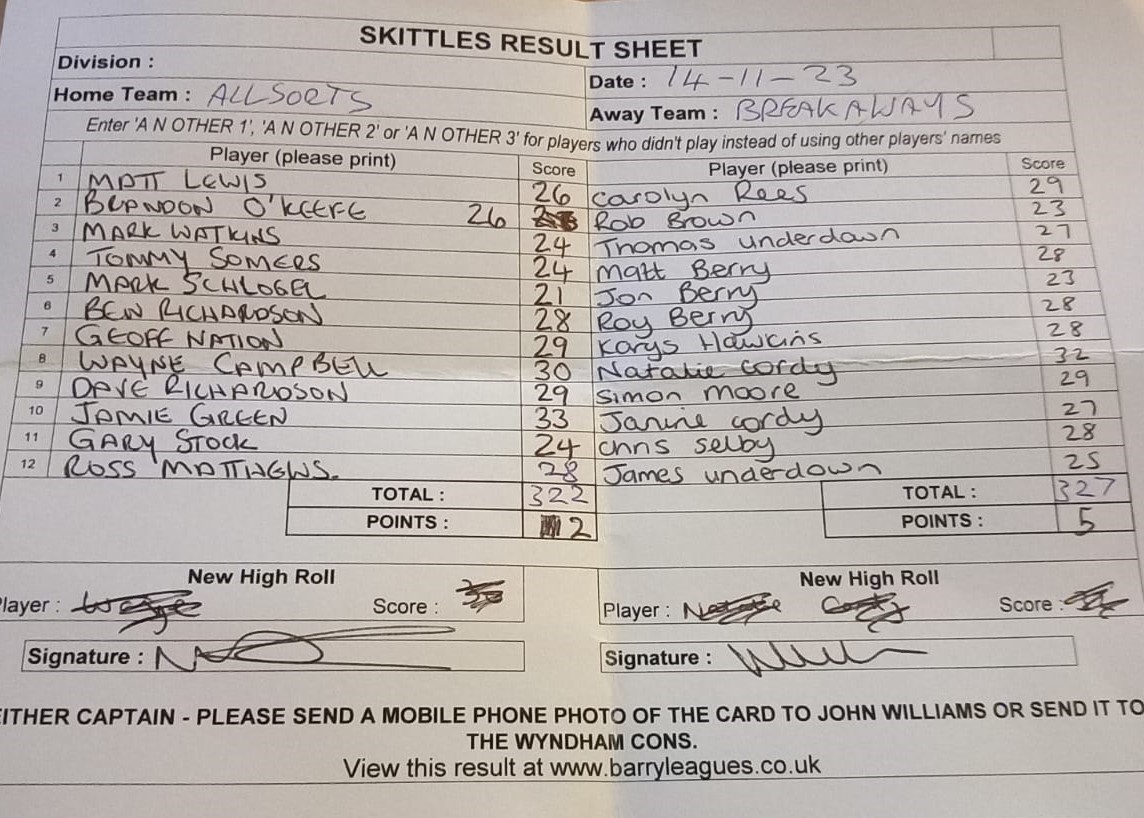 SKITTLES RESULT SHEET
Division :
Date : 14-11-23
Home Team : ALLSORTS
Away Team : BREAKAWAYS
Enter 'A N OTHER 1', 'A N OTHER 2' or 'A N OTHER 3' for players who didn't play instead of using other players' names
Player (please print) Score Player (please print) Score
1 MATT LEWIS 26 Carolyn Rees 29
2 BRANDON O'KEEFE 26 Rob Brown 23
3 MARK WATKINS 24 Thomas underdown 27
4 TOMMY SOMERS 24 Matt Berry 28
5 MARK SCHLOGEL 21 Jon Berry 23
6 BEN RICHARDSON 28 Roy Berry 28
7 GEOFF NATION 29 Karys Hawkins 28
8 WAYNE CAMPBELL 30 Natalie cordy 32
9 DAVE RICHARDSON 29 Simon moore 29
10 JAMIE GREEN 33 Janine cordy 27
11 GARY STOCK 24 Chris selby 28
12 ROSS MATTHEWS. 28 James underdown 25
TOTAL : 322 TOTAL : 327
POINTS : 2 POINTS : 5
New High Roll New High Roll
Player : Score : Player : Score :
Signature : Signature :
EITHER CAPTAIN - PLEASE SEND A MOBILE PHONE PHOTO OF THE CARD TO JOHN WILLIAMS OR SEND IT TO
THE WYNDHAM CONS.
View this result at www.barryleagues.co.uk